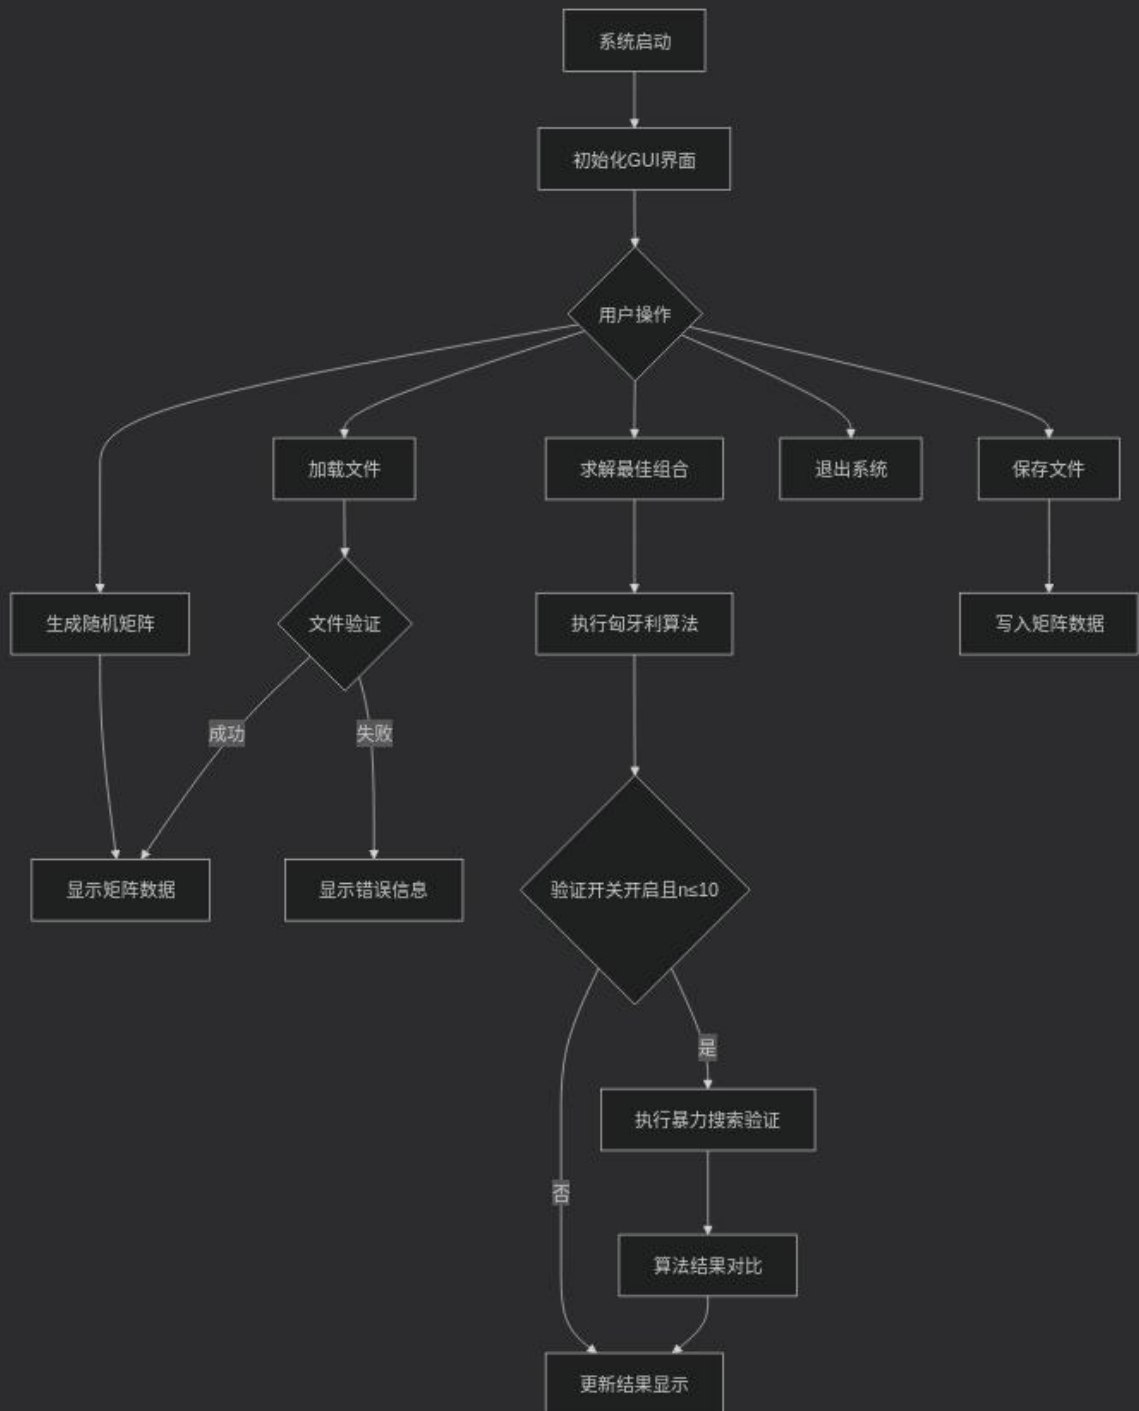 系统启动
初始化GUI界面
用户操作
加载文件
求解最佳组合
退出系统
保存文件
生成随机矩阵
文件验证
执行匈牙利算法
写入矩阵数据
成功
失败
显示矩阵数据
显示错误信息
验证开关开启且n≤10
是
执行暴力搜索验证
否
算法结果对比
更新结果显示